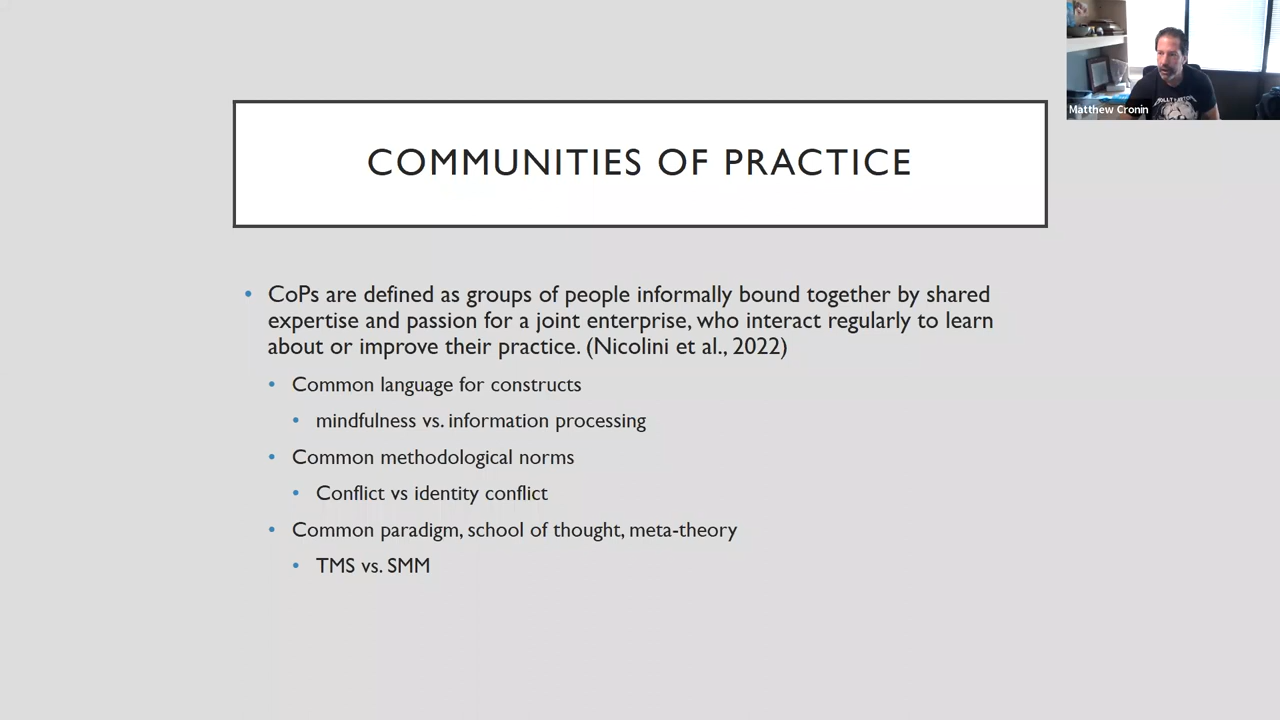 Matthew Cronin
COMMUNITIES OF PRACTICE
• CoPs are defined as groups of people informally bound together by shared
expertise and passion for a joint enterprise, who interact regularly to learn
about or improve their practice. (Nicolini et al., 2022)
• Common language for constructs
• mindfulness vs. information processing
• Common methodological norms
• Conflict vs identity conflict
• Common paradigm, school of thought, meta-theory
• TMS vs. SMM